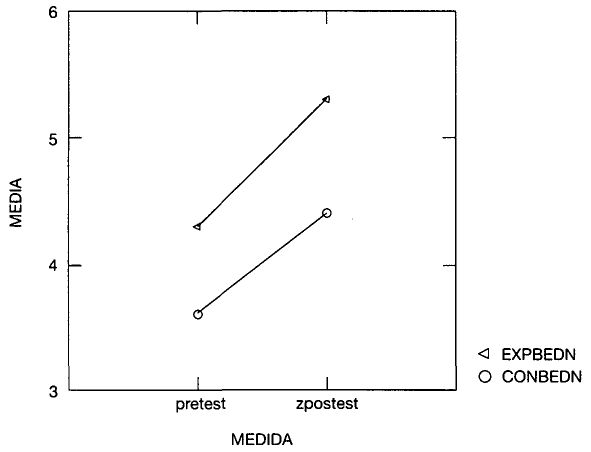 6
5
4
3
MEDIA
pretest
zpostest
MEDIDA
EXPBEDN
CONBEDN